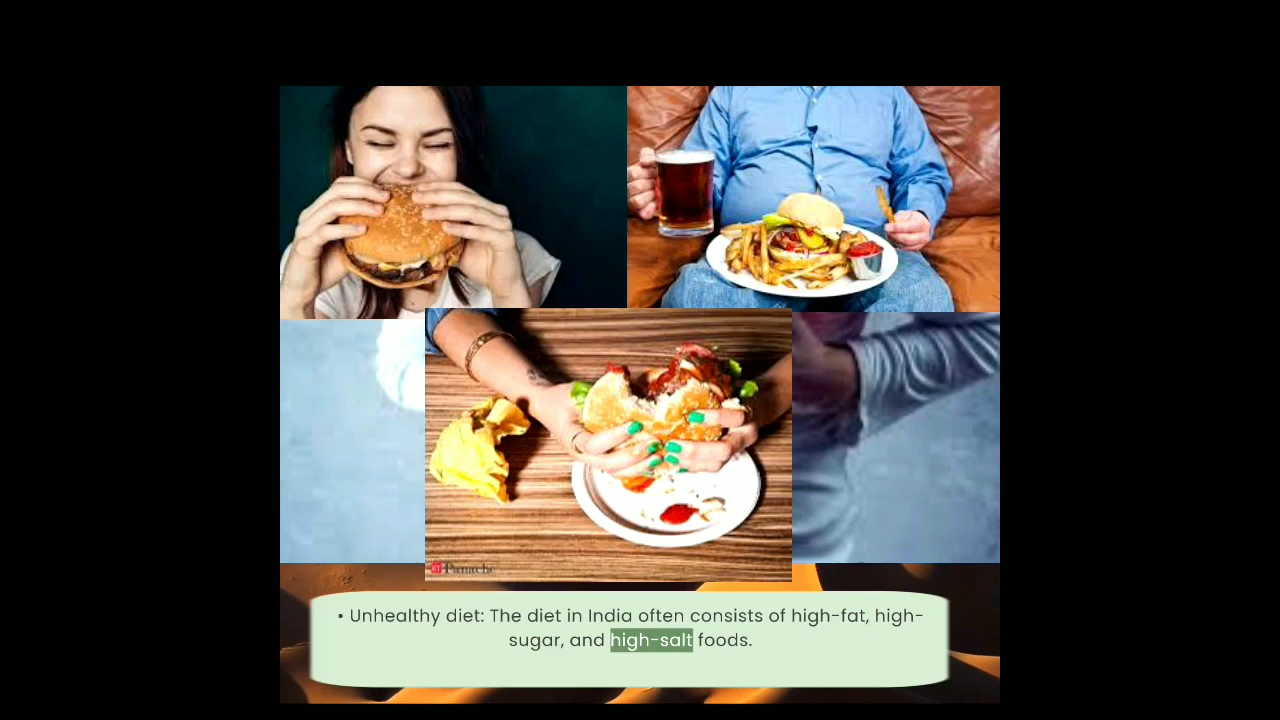 • Unhealthy diet: The diet in India often consists of high-fat, high-
sugar, and high-salt foods.